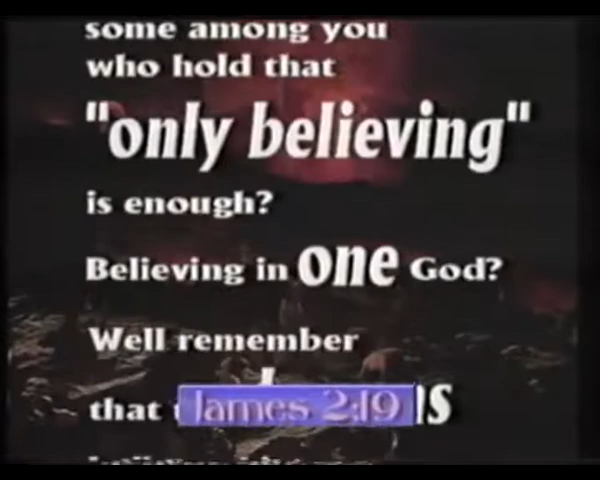 some among you
who hold that
"only believing"
is enough?
Believing in one God?
Well remember
that
James 2:19